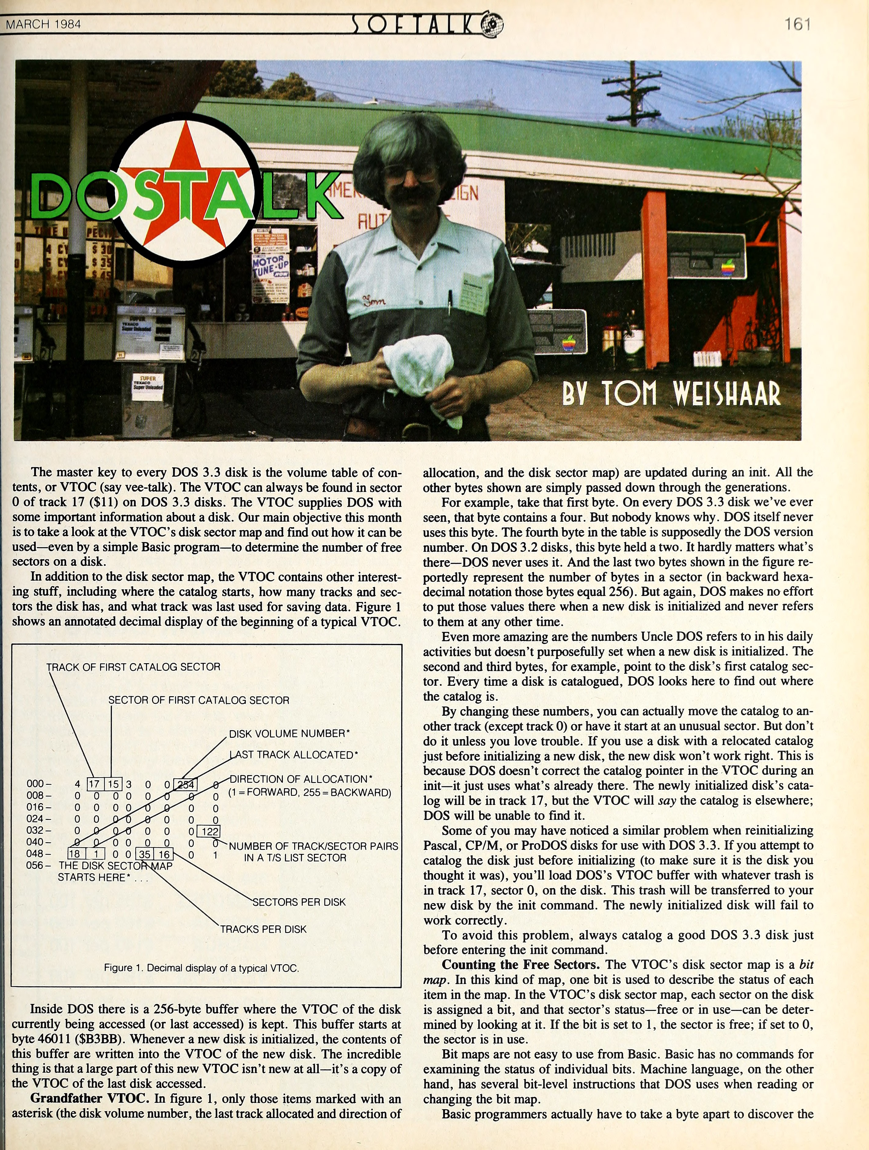 MARCH 1984
SOFTALK
161
DOSTALK
AUT
TUNE UP SPECIAL
MOTOR
TUNE-UP
Tom
SUPER
TEXACO
Super Unleaded
SUPER
TEXACO
Super Unleaded
BY TOM WEISHAAR
The master key to every DOS 3.3 disk is the volume table of con-
tents, or VTOC (say vee-talk). The VTOC can always be found in sector
0 of track 17 ($11) on DOS 3.3 disks. The VTOC supplies DOS with
some important information about a disk. Our main objective this month
is to take a look at the VTOC's disk sector map and find out how it can be
used—even by a simple Basic program—to determine the number of free
sectors on a disk.
In addition to the disk sector map, the VTOC contains other interest-
ing stuff, including where the catalog starts, how many tracks and sec-
tors the disk has, and what track was last used for saving data. Figure 1
shows an annotated decimal display of the beginning of a typical VTOC.
TRACK OF FIRST CATALOG SECTOR
SECTOR OF FIRST CATALOG SECTOR
DISK VOLUME NUMBER*
LAST TRACK ALLOCATED*
DIRECTION OF ALLOCATION*
(1 = FORWARD, 255 = BACKWARD)
000 – 4 17 15 3 0 0 254 0
008 – 0 0 0 0 0 0 0 0
016 – 0 0 0 0 0 0 0 0
024 – 0 0 0 0 0 0 0 0
032 – 0 0 0 0 0 0 0 122
040 – 0 0 0 0 0 0 0 0
048 – 18 1 0 0 35 16 0 1
056 – THE DISK SECTOR MAP
STARTS HERE* . . .
NUMBER OF TRACK/SECTOR PAIRS
IN A T/S LIST SECTOR
SECTORS PER DISK
TRACKS PER DISK
Figure 1. Decimal display of a typical VTOC.
Inside DOS there is a 256-byte buffer where the VTOC of the disk
currently being accessed (or last accessed) is kept. This buffer starts at
byte 46011 ($B3BB). Whenever a new disk is initialized, the contents of
this buffer are written into the VTOC of the new disk. The incredible
thing is that a large part of this new VTOC isn't new at all—it's a copy of
the VTOC of the last disk accessed.
Grandfather VTOC. In figure 1, only those items marked with an
asterisk (the disk volume number, the last track allocated and direction of
allocation, and the disk sector map) are updated during an init. All the
other bytes shown are simply passed down through the generations.
For example, take that first byte. On every DOS 3.3 disk we've ever
seen, that byte contains a four. But nobody knows why. DOS itself never
uses this byte. The fourth byte in the table is supposedly the DOS version
number. On DOS 3.2 disks, this byte held a two. It hardly matters what's
there—DOS never uses it. And the last two bytes shown in the figure re-
portedly represent the number of bytes in a sector (in backward hexa-
decimal notation those bytes equal 256). But again, DOS makes no effort
to put those values there when a new disk is initialized and never refers
to them at any other time.
Even more amazing are the numbers Uncle DOS refers to in his daily
activities but doesn't purposefully set when a new disk is initialized. The
second and third bytes, for example, point to the disk's first catalog sec-
tor. Every time a disk is catalogued, DOS looks here to find out where
the catalog is.
By changing these numbers, you can actually move the catalog to an-
other track (except track 0) or have it start at an unusual sector. But don't
do it unless you love trouble. If you use a disk with a relocated catalog
just before initializing a new disk, the new disk won't work right. This is
because DOS doesn't correct the catalog pointer in the VTOC during an
init—it just uses what's already there. The newly initialized disk's cata-
log will be in track 17, but the VTOC will say the catalog is elsewhere;
DOS will be unable to find it.
Some of you may have noticed a similar problem when reinitializing
Pascal, CP/M, or ProDOS disks for use with DOS 3.3. If you attempt to
catalog the disk just before initializing (to make sure it is the disk you
thought it was), you'll load DOS's VTOC buffer with whatever trash is
in track 17, sector 0, on the disk. This trash will be transferred to your
new disk by the init command. The newly initialized disk will fail to
work correctly.
To avoid this problem, always catalog a good DOS 3.3 disk just
before entering the init command.
Counting the Free Sectors. The VTOC's disk sector map is a bit
map. In this kind of map, one bit is used to describe the status of each
item in the map. In the VTOC's disk sector map, each sector on the disk
is assigned a bit, and that sector's status—free or in use—can be deter-
mined by looking at it. If the bit is set to 1, the sector is free; if set to 0,
the sector is in use.
Bit maps are not easy to use from Basic. Basic has no commands for
examining the status of individual bits. Machine language, on the other
hand, has several bit-level instructions that DOS uses when reading or
changing the bit map.
Basic programmers actually have to take a byte apart to discover the